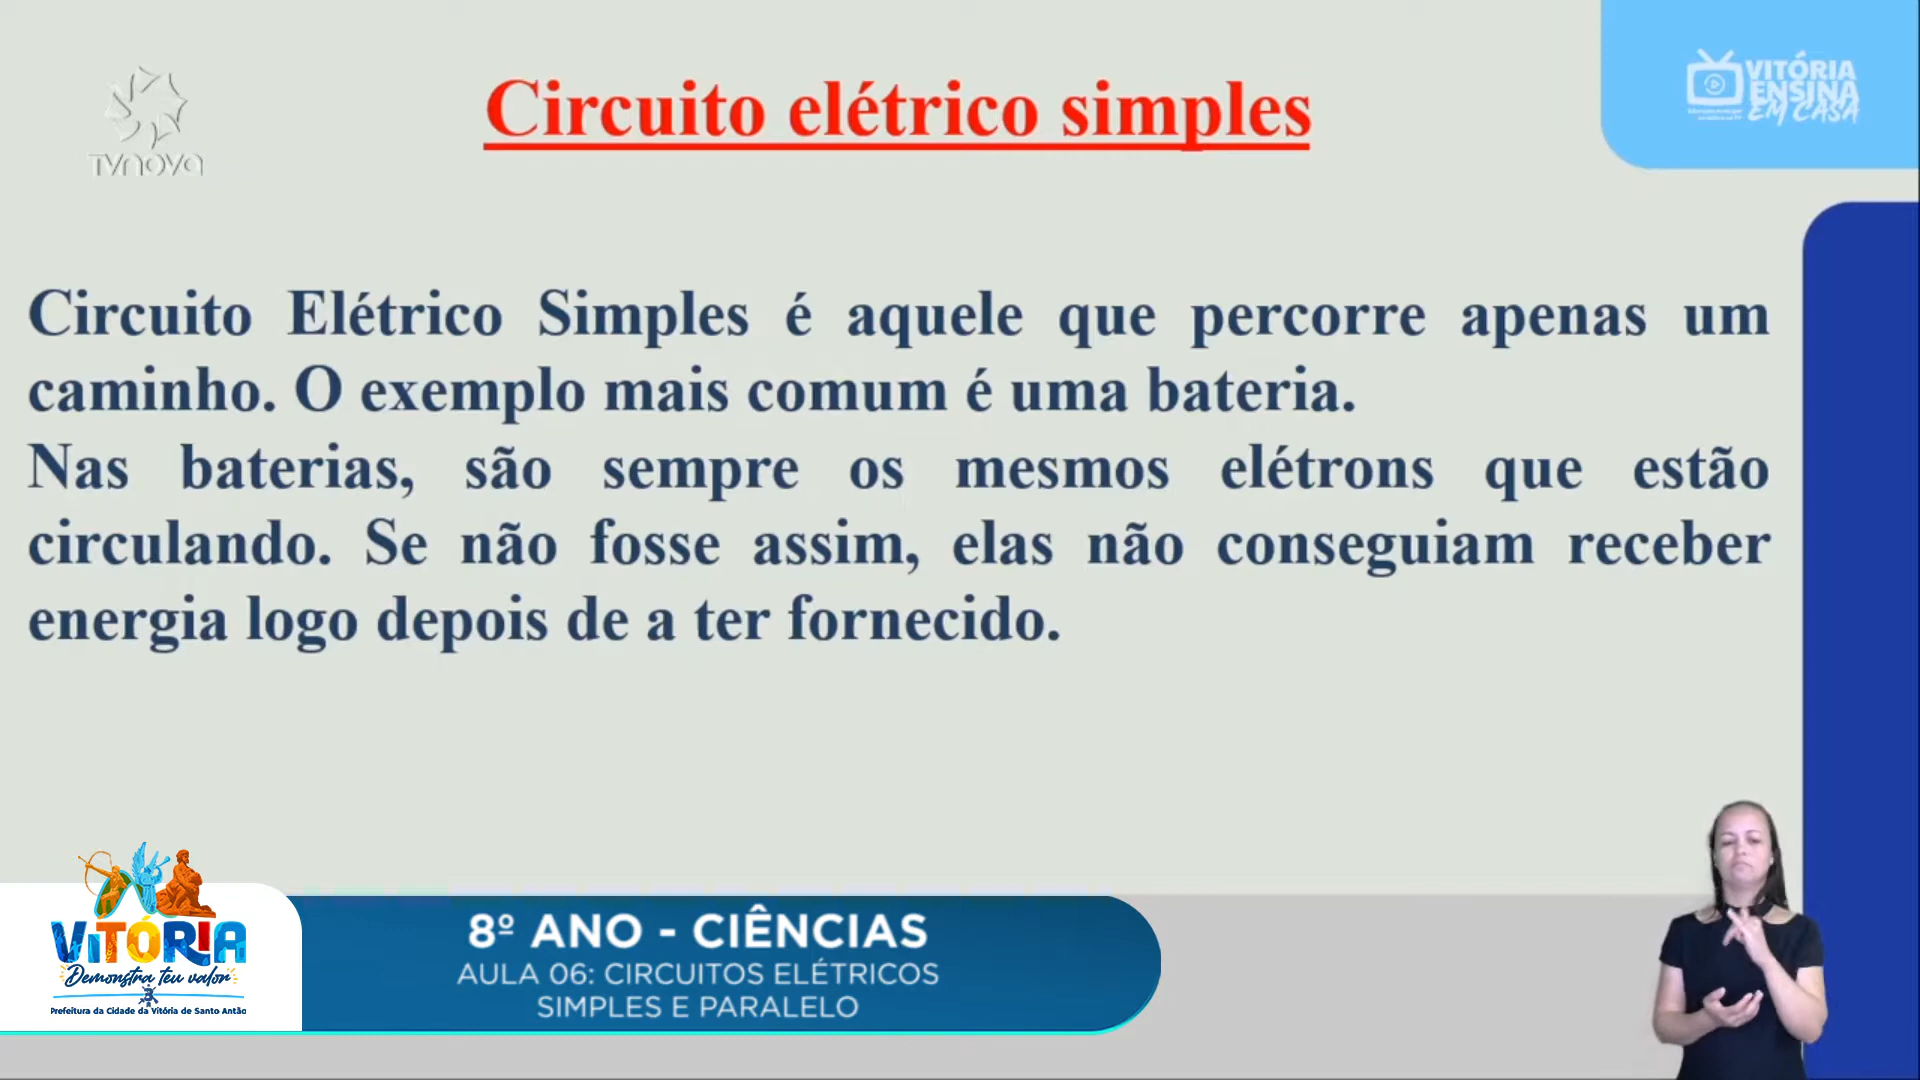 TVNOVA
Circuito elétrico simples
VITÓRIA
ENSINA
EM CASA
Circuito Elétrico Simples é aquele que percorre apenas um
caminho. O exemplo mais comum é uma bateria.
Nas baterias, são sempre os mesmos elétrons que estão
circulando. Se não fosse assim, elas não conseguiam receber
energia logo depois de a ter fornecido.
VITÓRIA
Demonstra teu valor
Prefeitura da Cidade da Vitória de Santo Antão
8º ANO - CIÊNCIAS
AULA 06: CIRCUITOS ELÉTRICOS
SIMPLES E PARALELO